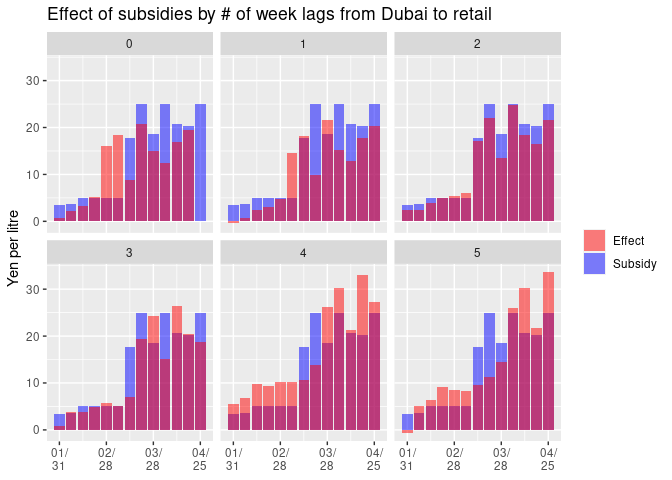 Effect of subsidies by # of week lags from Dubai to retail
0 1 2
30
20
10
0
3 4 5
30
20
10
0
01/ 02/ 03/ 04/ 01/ 02/ 03/ 04/ 01/ 02/ 03/ 04/
31 28 28 25 31 28 28 25 31 28 28 25
Yen per litre
Effect
Subsidy